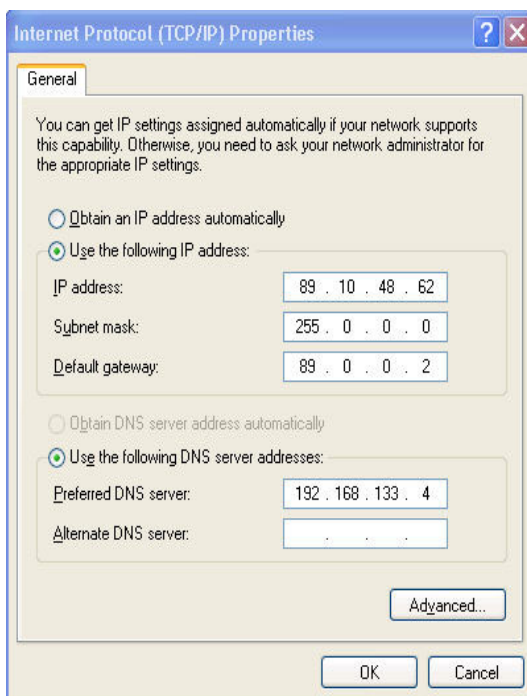 Internet Protocol (TCP/IP) Properties
General
You can get IP settings assigned automatically if your network supports
this capability. Otherwise, you need to ask your network administrator for
the appropriate IP settings.
Obtain an IP address automatically
Use the following IP address:
IP address: 89 . 10 . 48 . 62
Subnet mask: 255 . 0 . 0 . 0
Default gateway: 89 . 0 . 0 . 2
Obtain DNS server address automatically
Use the following DNS server addresses:
Preferred DNS server: 192 . 168 . 133 . 4
Alternate DNS server: . . .
Advanced...
OK Cancel